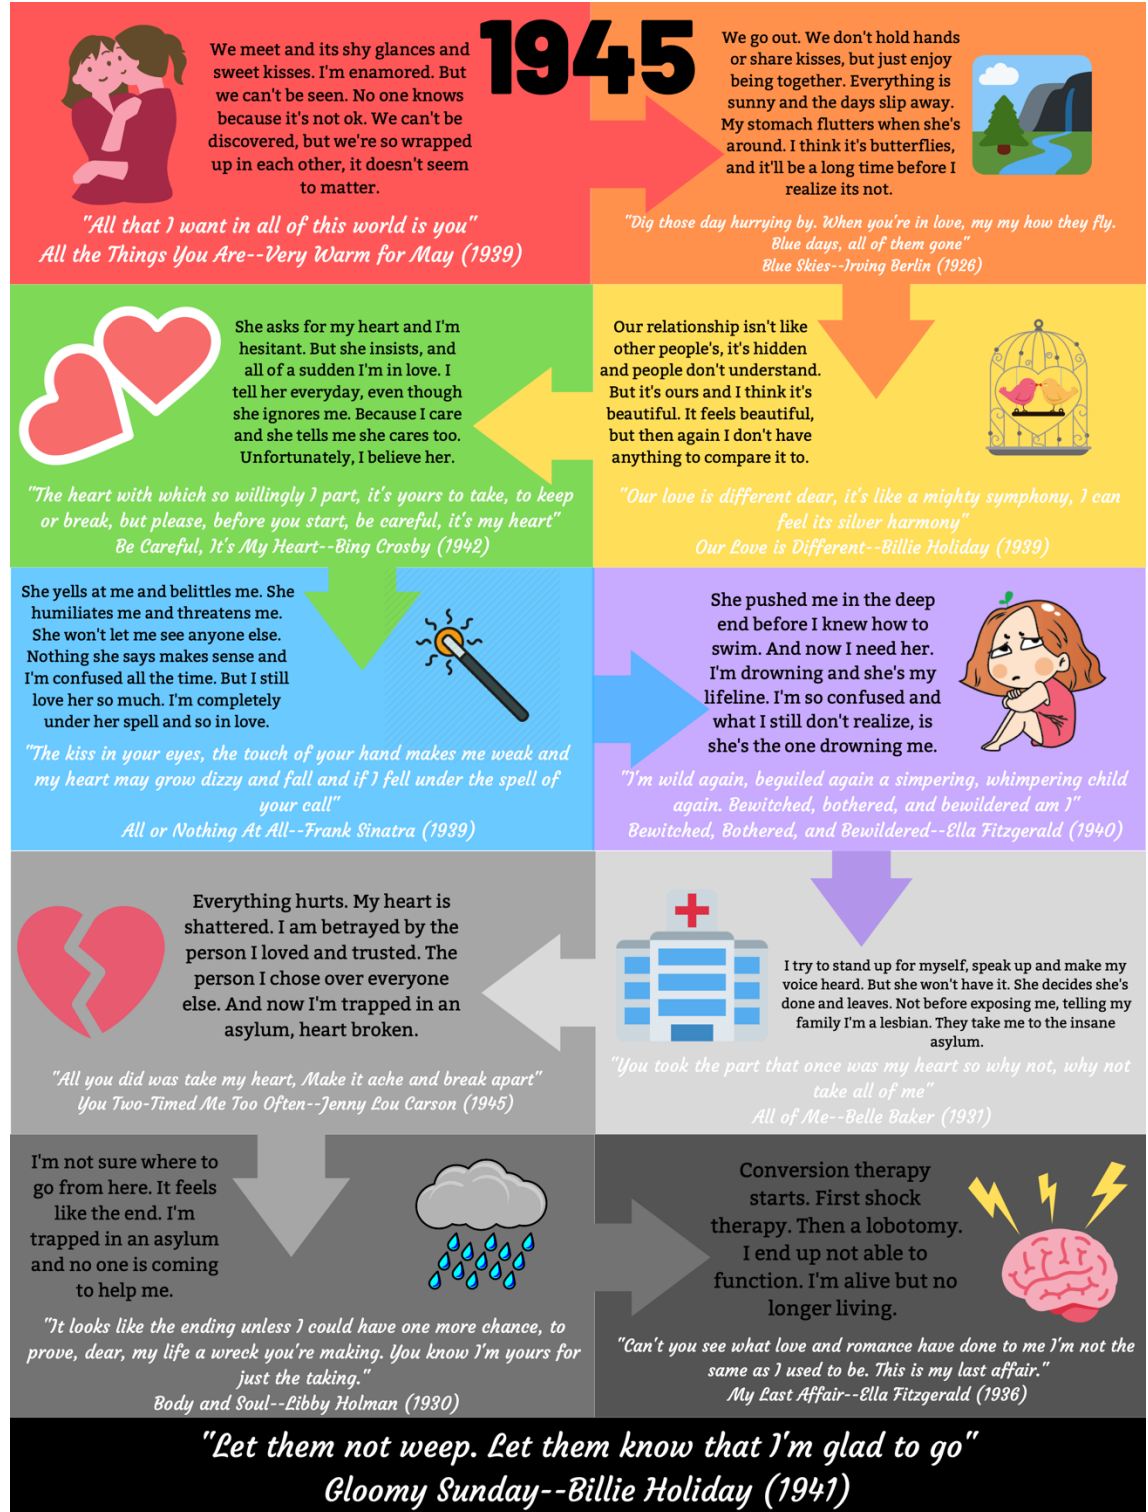 1945
We meet and its shy glances and
sweet kisses. I'm enamored. But
we can't be seen. No one knows
because it's not ok. We can't be
discovered, but we're so wrapped
up in each other, it doesn't seem
to matter.
"All that I want in all of this world is you"
All the Things You Are--Very Warm for May (1939)
We go out. We don't hold hands
or share kisses, but just enjoy
being together. Everything is
sunny and the days slip away.
My stomach flutters when she's
around. I think it's butterflies,
and it'll be a long time before I
realize its not.
"Dig those day hurrying by. When you're in love, my my how they fly.
Blue days, all of them gone"
Blue Skies--Irving Berlin (1926)
Our relationship isn't like
other people's, it's hidden
and people don't understand.
But it's ours and I think it's
beautiful. It feels beautiful,
but then again I don't have
anything to compare it to.
"Our love is different dear, it's like a mighty symphony, I can
feel its silver harmony"
Our Love is Different--Billie Holiday (1939)
She asks for my heart and I'm
hesitant. But she insists, and
all of a sudden I'm in love. I
tell her everyday, even though
she ignores me. Because I care
and she tells me she cares too.
Unfortunately, I believe her.
"The heart with which so willingly I part, it's yours to take, to keep
or break, but please, before you start, be careful, it's my heart"
Be Careful, It's My Heart--Bing Crosby (1942)
She yells at me and belittles me. She
humiliates me and threatens me.
She won't let me see anyone else.
Nothing she says makes sense and
I'm confused all the time. But I still
love her so much. I'm completely
under her spell and so in love.
"The kiss in your eyes, the touch of your hand makes me weak and
my heart may grow dizzy and fall and if I fell under the spell of
your call"
All or Nothing At All--Frank Sinatra (1939)
She pushed me in the deep
end before I knew how to
swim. And now I need her.
I'm drowning and she's my
lifeline. I'm so confused and
what I still don't realize, is
she's the one drowning me.
"I'm wild again, beguiled again a simpering, whimpering child
again. Bewitched, bothered, and bewildered am I"
Bewitched, Bothered, and Bewildered--Ella Fitzgerald (1940)
I try to stand up for myself, speak up and make my
voice heard. But she won't have it. She decides she's
done and leaves. Not before exposing me, telling my
family I'm a lesbian. They take me to the insane
asylum.
"You took the part that once was my heart so why not, why not
take all of me"
All of Me--Belle Baker (1931)
Everything hurts. My heart is
shattered. I am betrayed by the
person I loved and trusted. The
person I chose over everyone
else. And now I'm trapped in an
asylum, heart broken.
"All you did was take my heart, Make it ache and break apart"
You Two-Timed Me Too Often--Jenny Lou Carson (1945)
I'm not sure where to
go from here. It feels
like the end. I'm
trapped in an asylum
and no one is coming
to help me.
"It looks like the ending unless I could have one more chance, to
prove, dear, my life a wreck you're making. You know I'm yours for
just the taking."
Body and Soul--Libby Holman (1930)
Conversion therapy
starts. First shock
therapy. Then a lobotomy.
I end up not able to
function. I'm alive but no
longer living.
"Can't you see what love and romance have done to me I'm not the
same as I used to be. This is my last affair."
My Last Affair--Ella Fitzgerald (1936)
"Let them not weep. Let them know that I'm glad to go"
Gloomy Sunday--Billie Holiday (1941)